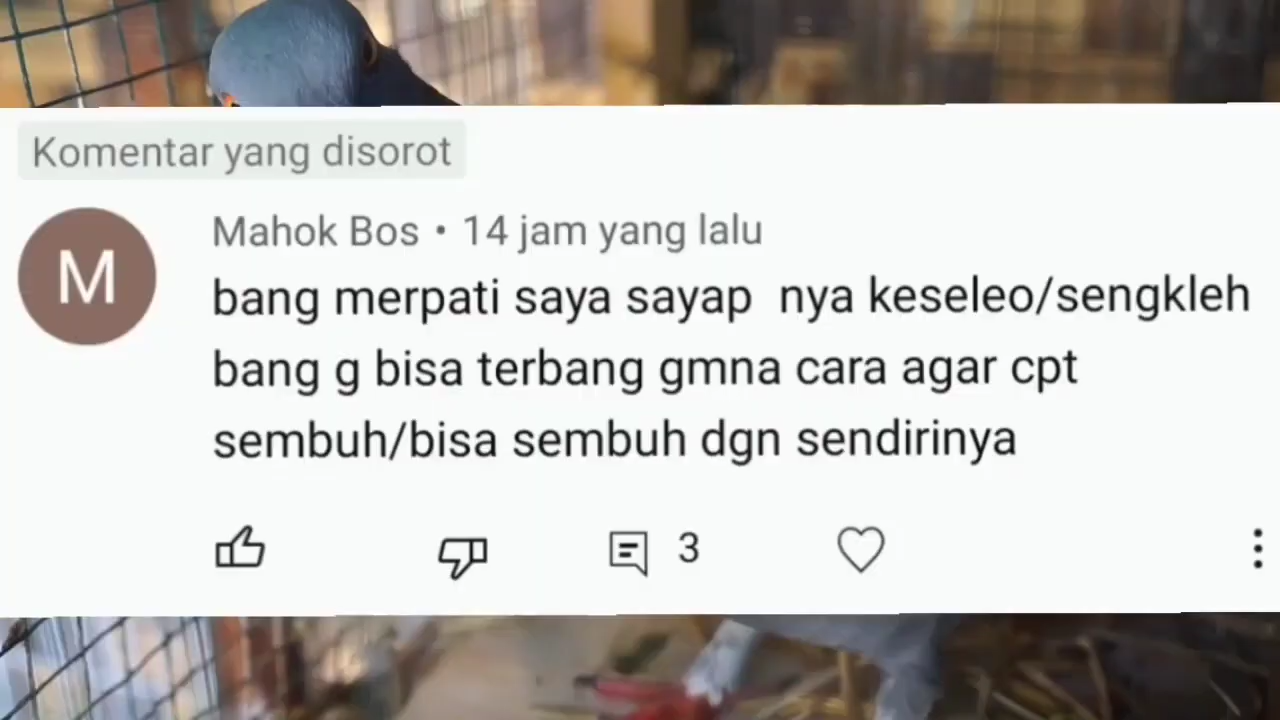 Komentar yang disorot
M
Mahok Bos • 14 jam yang lalu
bang merpati saya sayap nya keseleo/sengkleh
bang g bisa terbang gmna cara agar cpt
sembuh/bisa sembuh dgn sendirinya
3